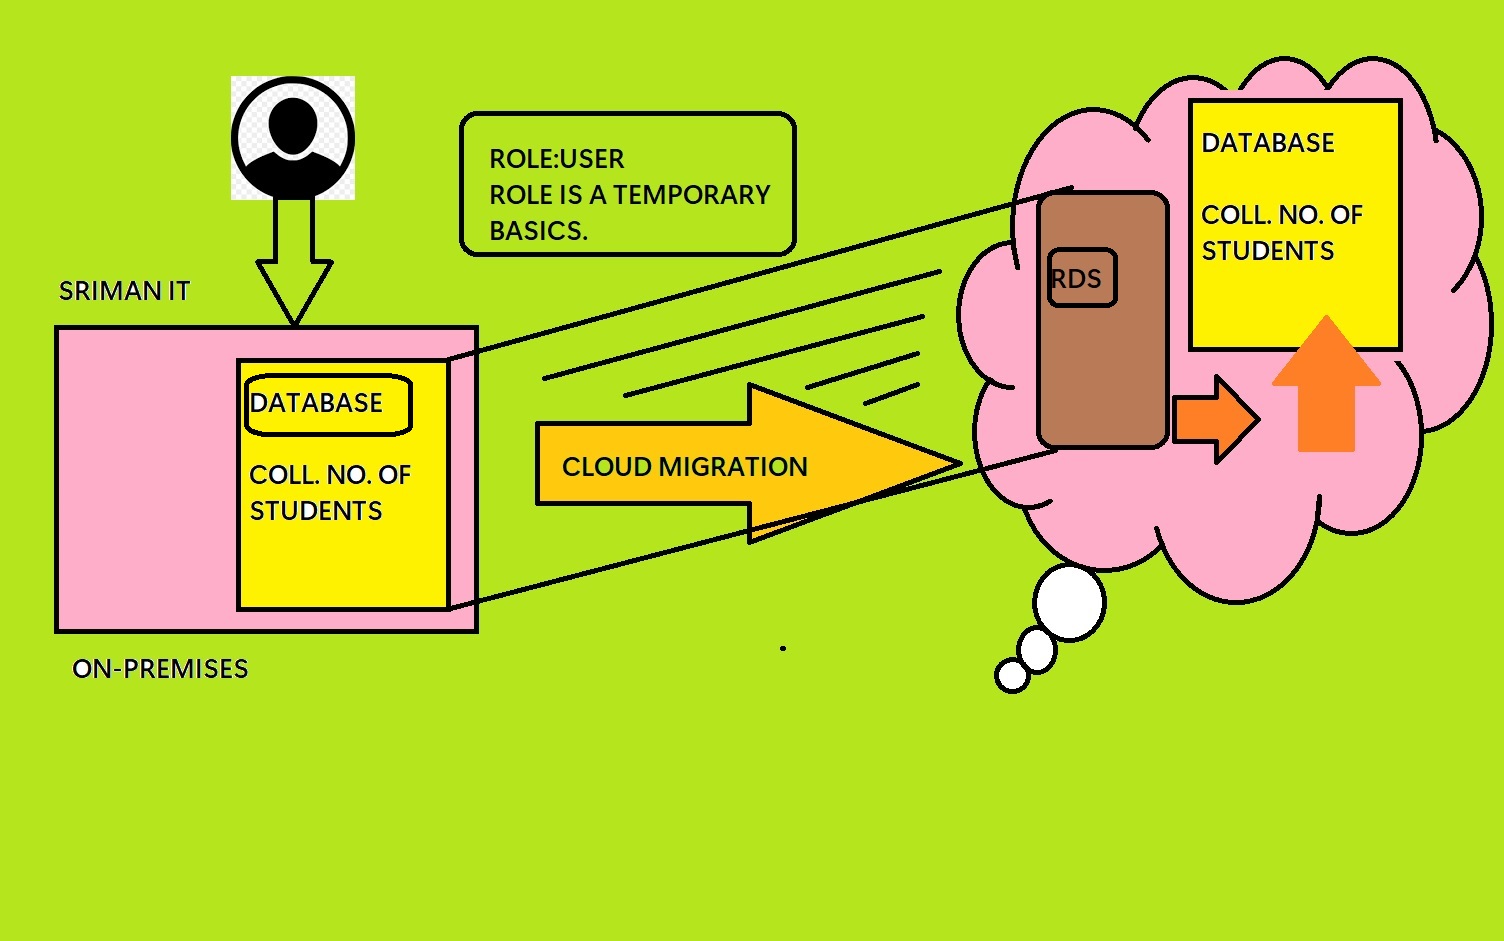 ROLE:USER
ROLE IS A TEMPORARY
BASICS.
SRIMAN IT
DATABASE
COLL. NO. OF
STUDENTS
ON-PREMISES
CLOUD MIGRATION
RDS
DATABASE
COLL. NO. OF
STUDENTS